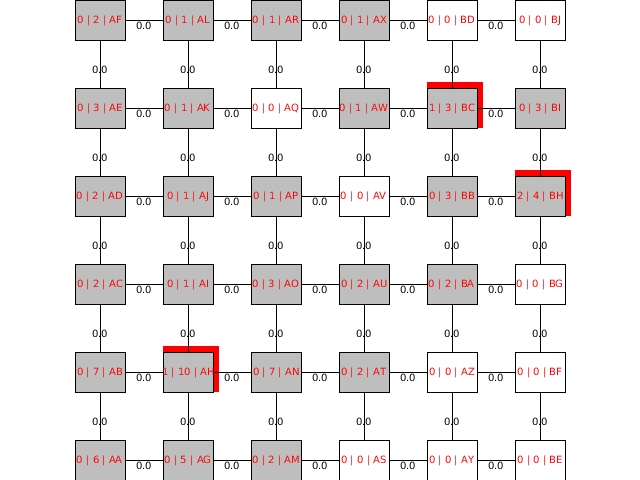 0 | 2 | AF 0.0 0 | 1 | AL 0.0 0 | 1 | AR 0.0 0 | 1 | AX 0.0 0 | 0 | BD 0.0 0 | 0 | BJ
0.0 0.0 0.0 0.0 0.0 0.0
0 | 3 | AE 0.0 0 | 1 | AK 0.0 0 | 0 | AQ 0.0 0 | 1 | AW 0.0 1 | 3 | BC 0.0 0 | 3 | BI
0.0 0.0 0.0 0.0 0.0 0.0
0 | 2 | AD 0.0 0 | 1 | AJ 0.0 0 | 1 | AP 0.0 0 | 0 | AV 0.0 0 | 3 | BB 0.0 2 | 4 | BH
0.0 0.0 0.0 0.0 0.0 0.0
0 | 2 | AC 0.0 0 | 1 | AI 0.0 0 | 3 | AO 0.0 0 | 2 | AU 0.0 0 | 2 | BA 0.0 0 | 0 | BG
0.0 0.0 0.0 0.0 0.0 0.0
0 | 7 | AB 0.0 1 | 10 | AH 0.0 0 | 7 | AN 0.0 0 | 2 | AT 0.0 0 | 0 | AZ 0.0 0 | 0 | BF
0.0 0.0 0.0 0.0 0.0 0.0
0 | 6 | AA 0.0 0 | 5 | AG 0.0 0 | 2 | AM 0.0 0 | 0 | AS 0.0 0 | 0 | AY 0.0 0 | 0 | BE